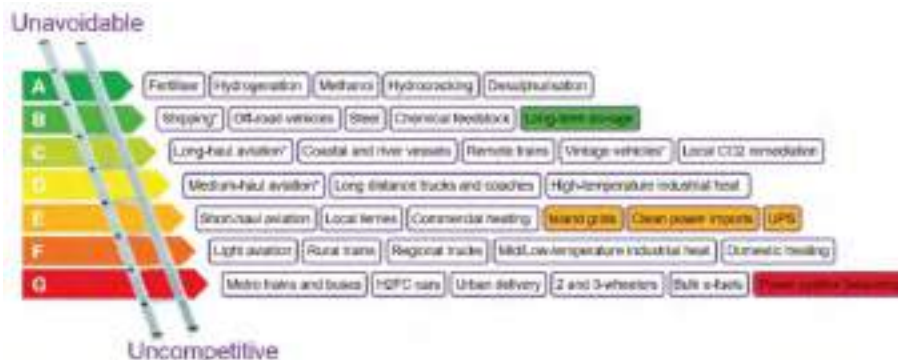 Unavoidable
A Fertiliser Hydrogenation Methanol Hydrocracking Desulphurisation
B Shipping* Off-road vehicles Steel Chemical feedstock Long-term storage
C Long-haul aviation* Coastal and river vessels Remote trains Vintage vehicles* Local CO2 remediation
D Medium-haul aviation* Long distance trucks and coaches High-temperature industrial heat
E Short-haul aviation Local ferries Commercial heating Island grids Clean power imports UPS
F Light aviation Rural trains Regional trucks Mid/Low-temperature industrial heat Domestic heating
G Metro trains and buses H2FC cars Urban delivery 2 and 3-wheelers Bulk e-fuels Power system balancing
Uncompetitive